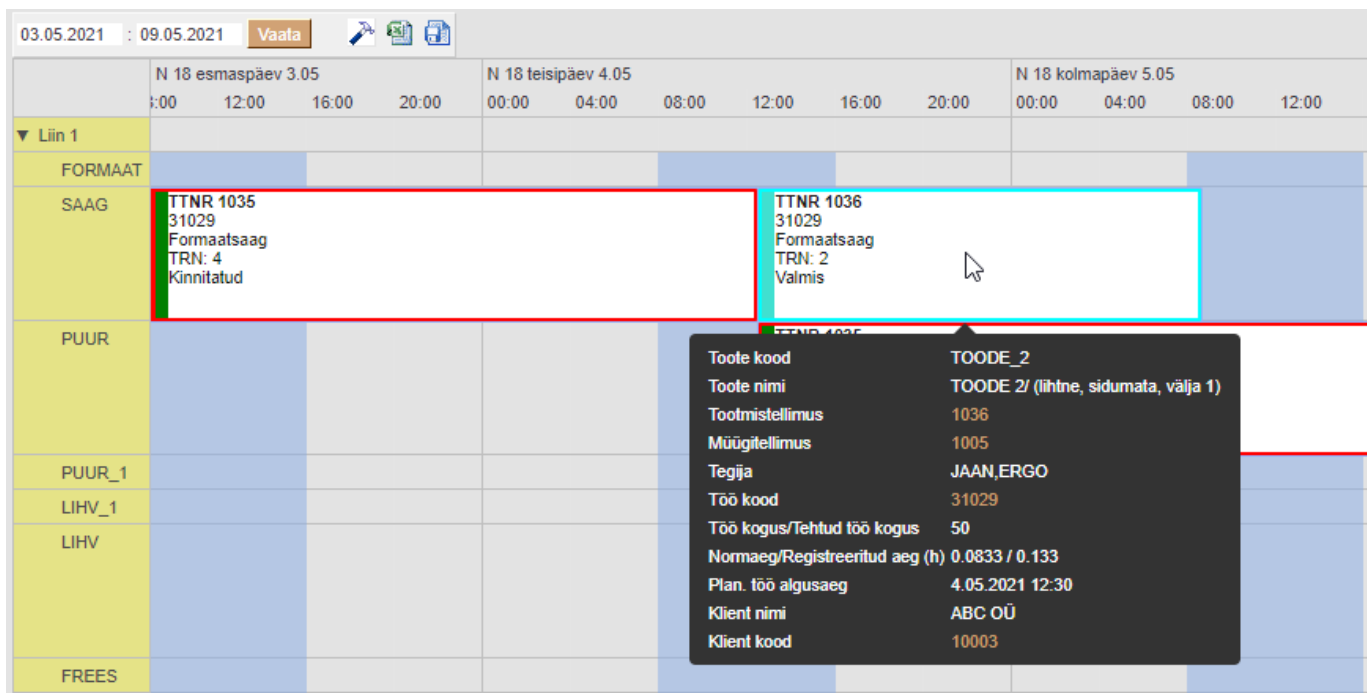 03.05.2021 : 09.05.2021 Vaata
N 18 esmaspäev 3.05 N 18 teisipäev 4.05 N 18 kolmapäev 5.05
:00 12:00 16:00 20:00 00:00 04:00 08:00 12:00 16:00 20:00 00:00 04:00 08:00 12:00
▼ Liin 1
FORMAAT
SAAG
TTNR 1035
31029
Formaatsaag
TRN: 4
Kinnitatud
TTNR 1036
31029
Formaatsaag
TRN: 2
Valmis
PUUR
TTNR 1035
Toote kood TOODE_2
Toote nimi TOODE 2/ (lihtne, sidumata, välja 1)
Tootmistellimus 1036
Müügitellimus 1005
Tegija JAAN,ERGO
Töö kood 31029
Töö kogus/Tehtud töö kogus 50
Normaeg/Registreeritud aeg (h) 0.0833 / 0.133
Plan. töö algusaeg 4.05.2021 12:30
Klient nimi ABC OÜ
Klient kood 10003
PUUR_1
LIHV_1
LIHV
FREES